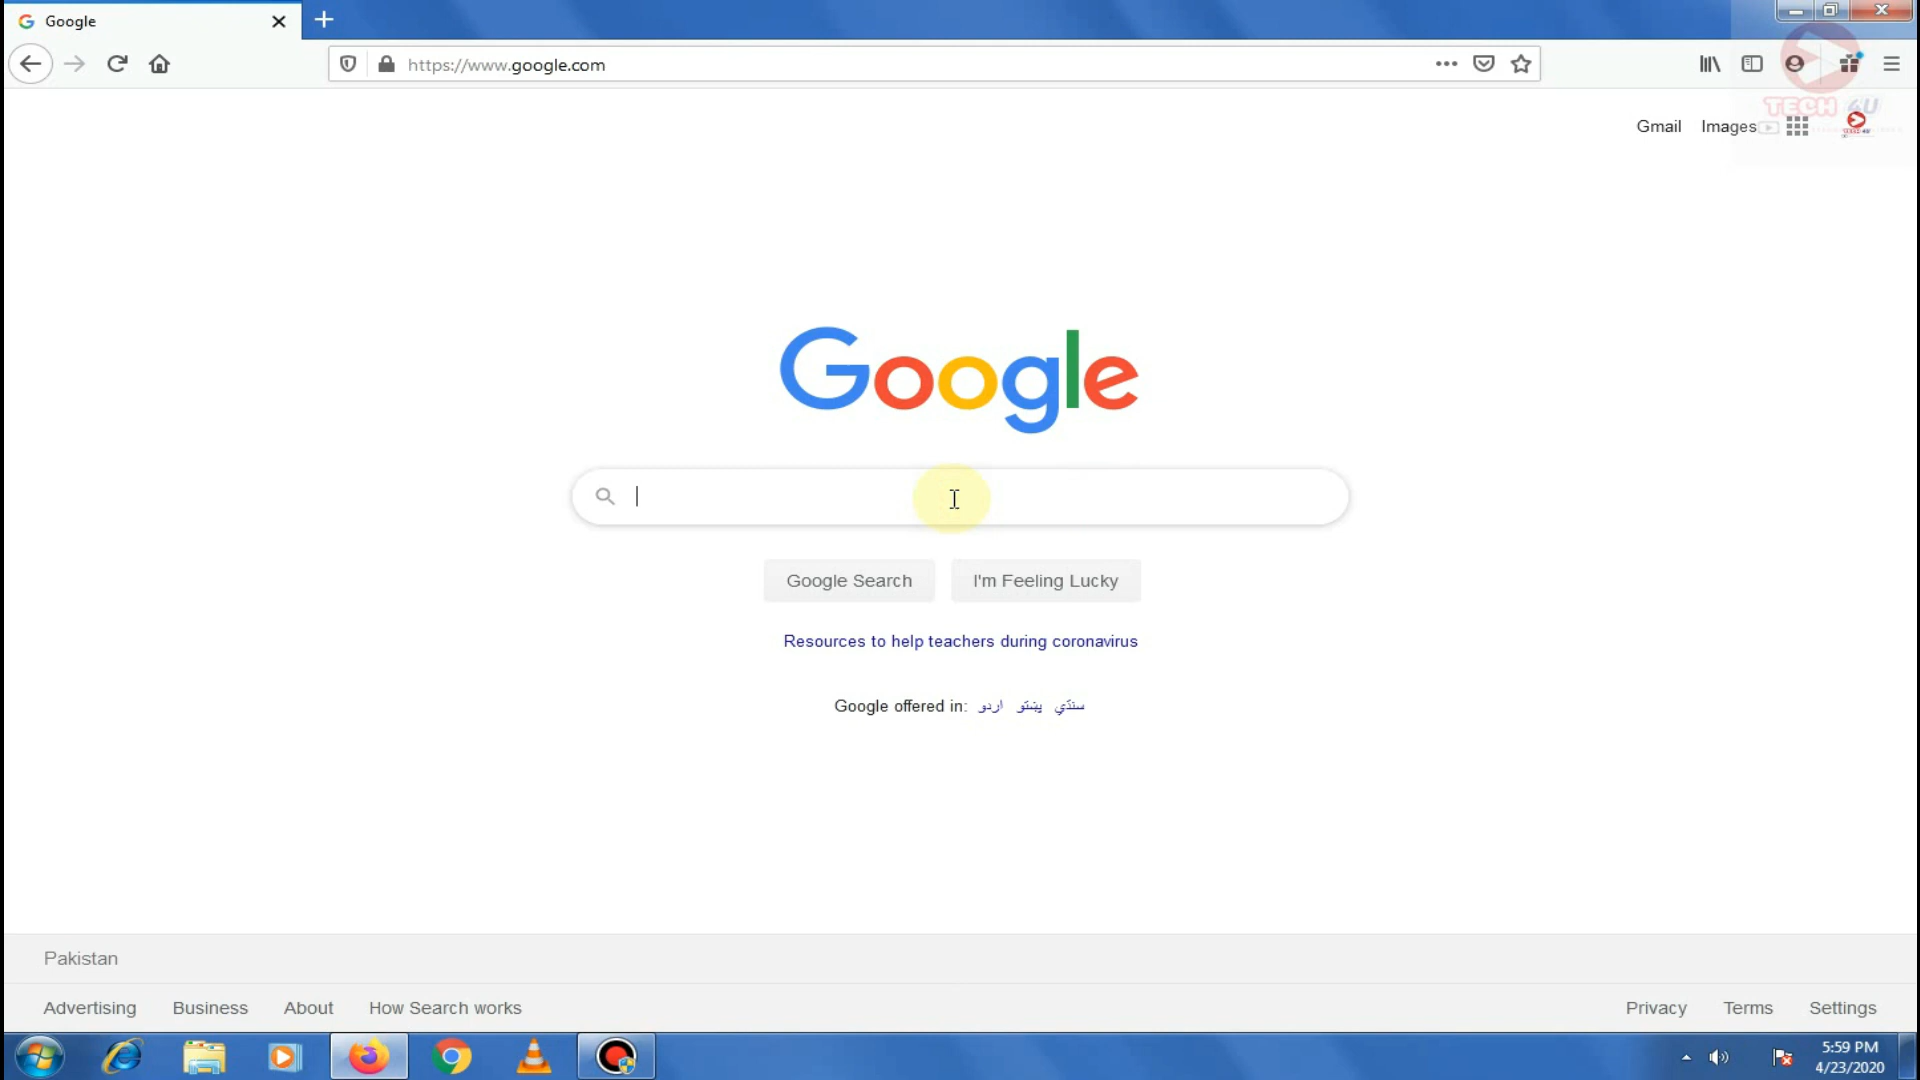 Google
https://www.google.com
TECH 4U
Gmail Images
Google
Google Search I'm Feeling Lucky
Resources to help teachers during coronavirus
Google offered in: اردو پښتو سنڌي
Pakistan
Advertising Business About How Search works Privacy Terms Settings
5:59 PM
4/23/2020